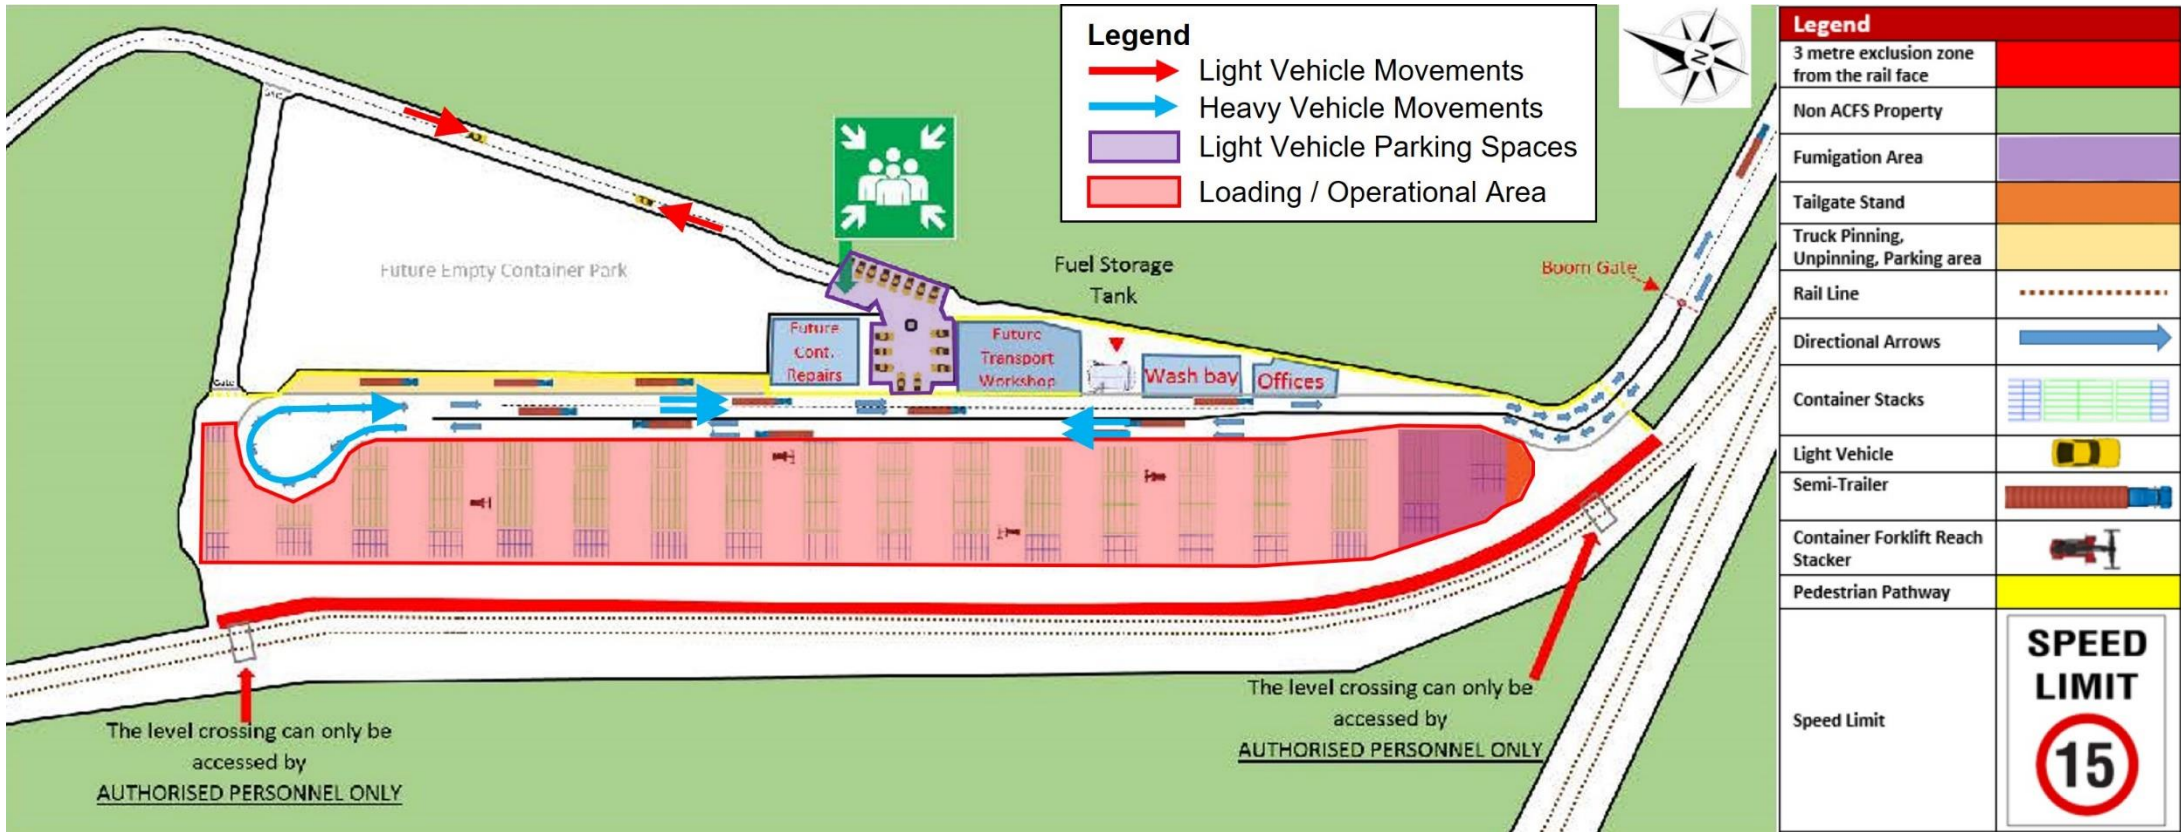 Legend
Light Vehicle Movements
Heavy Vehicle Movements
Light Vehicle Parking Spaces
Loading / Operational Area
N
Gate
Future Empty Container Park
Fuel Storage
Tank
Boom Gate
Future
Cont.
Repairs
Future
Transport
Workshop
Wash bay
Offices
Gate
The level crossing can only be
accessed by
AUTHORISED PERSONNEL ONLY
The level crossing can only be
accessed by
AUTHORISED PERSONNEL ONLY
Legend
3 metre exclusion zone
from the rail face
Non ACFS Property
Fumigation Area
Tailgate Stand
Truck Pinning,
Unpinning, Parking area
Rail Line
Directional Arrows
Container Stacks
Light Vehicle
Semi-Trailer
Container Forklift Reach
Stacker
Pedestrian Pathway
Speed Limit
SPEED
LIMIT
15